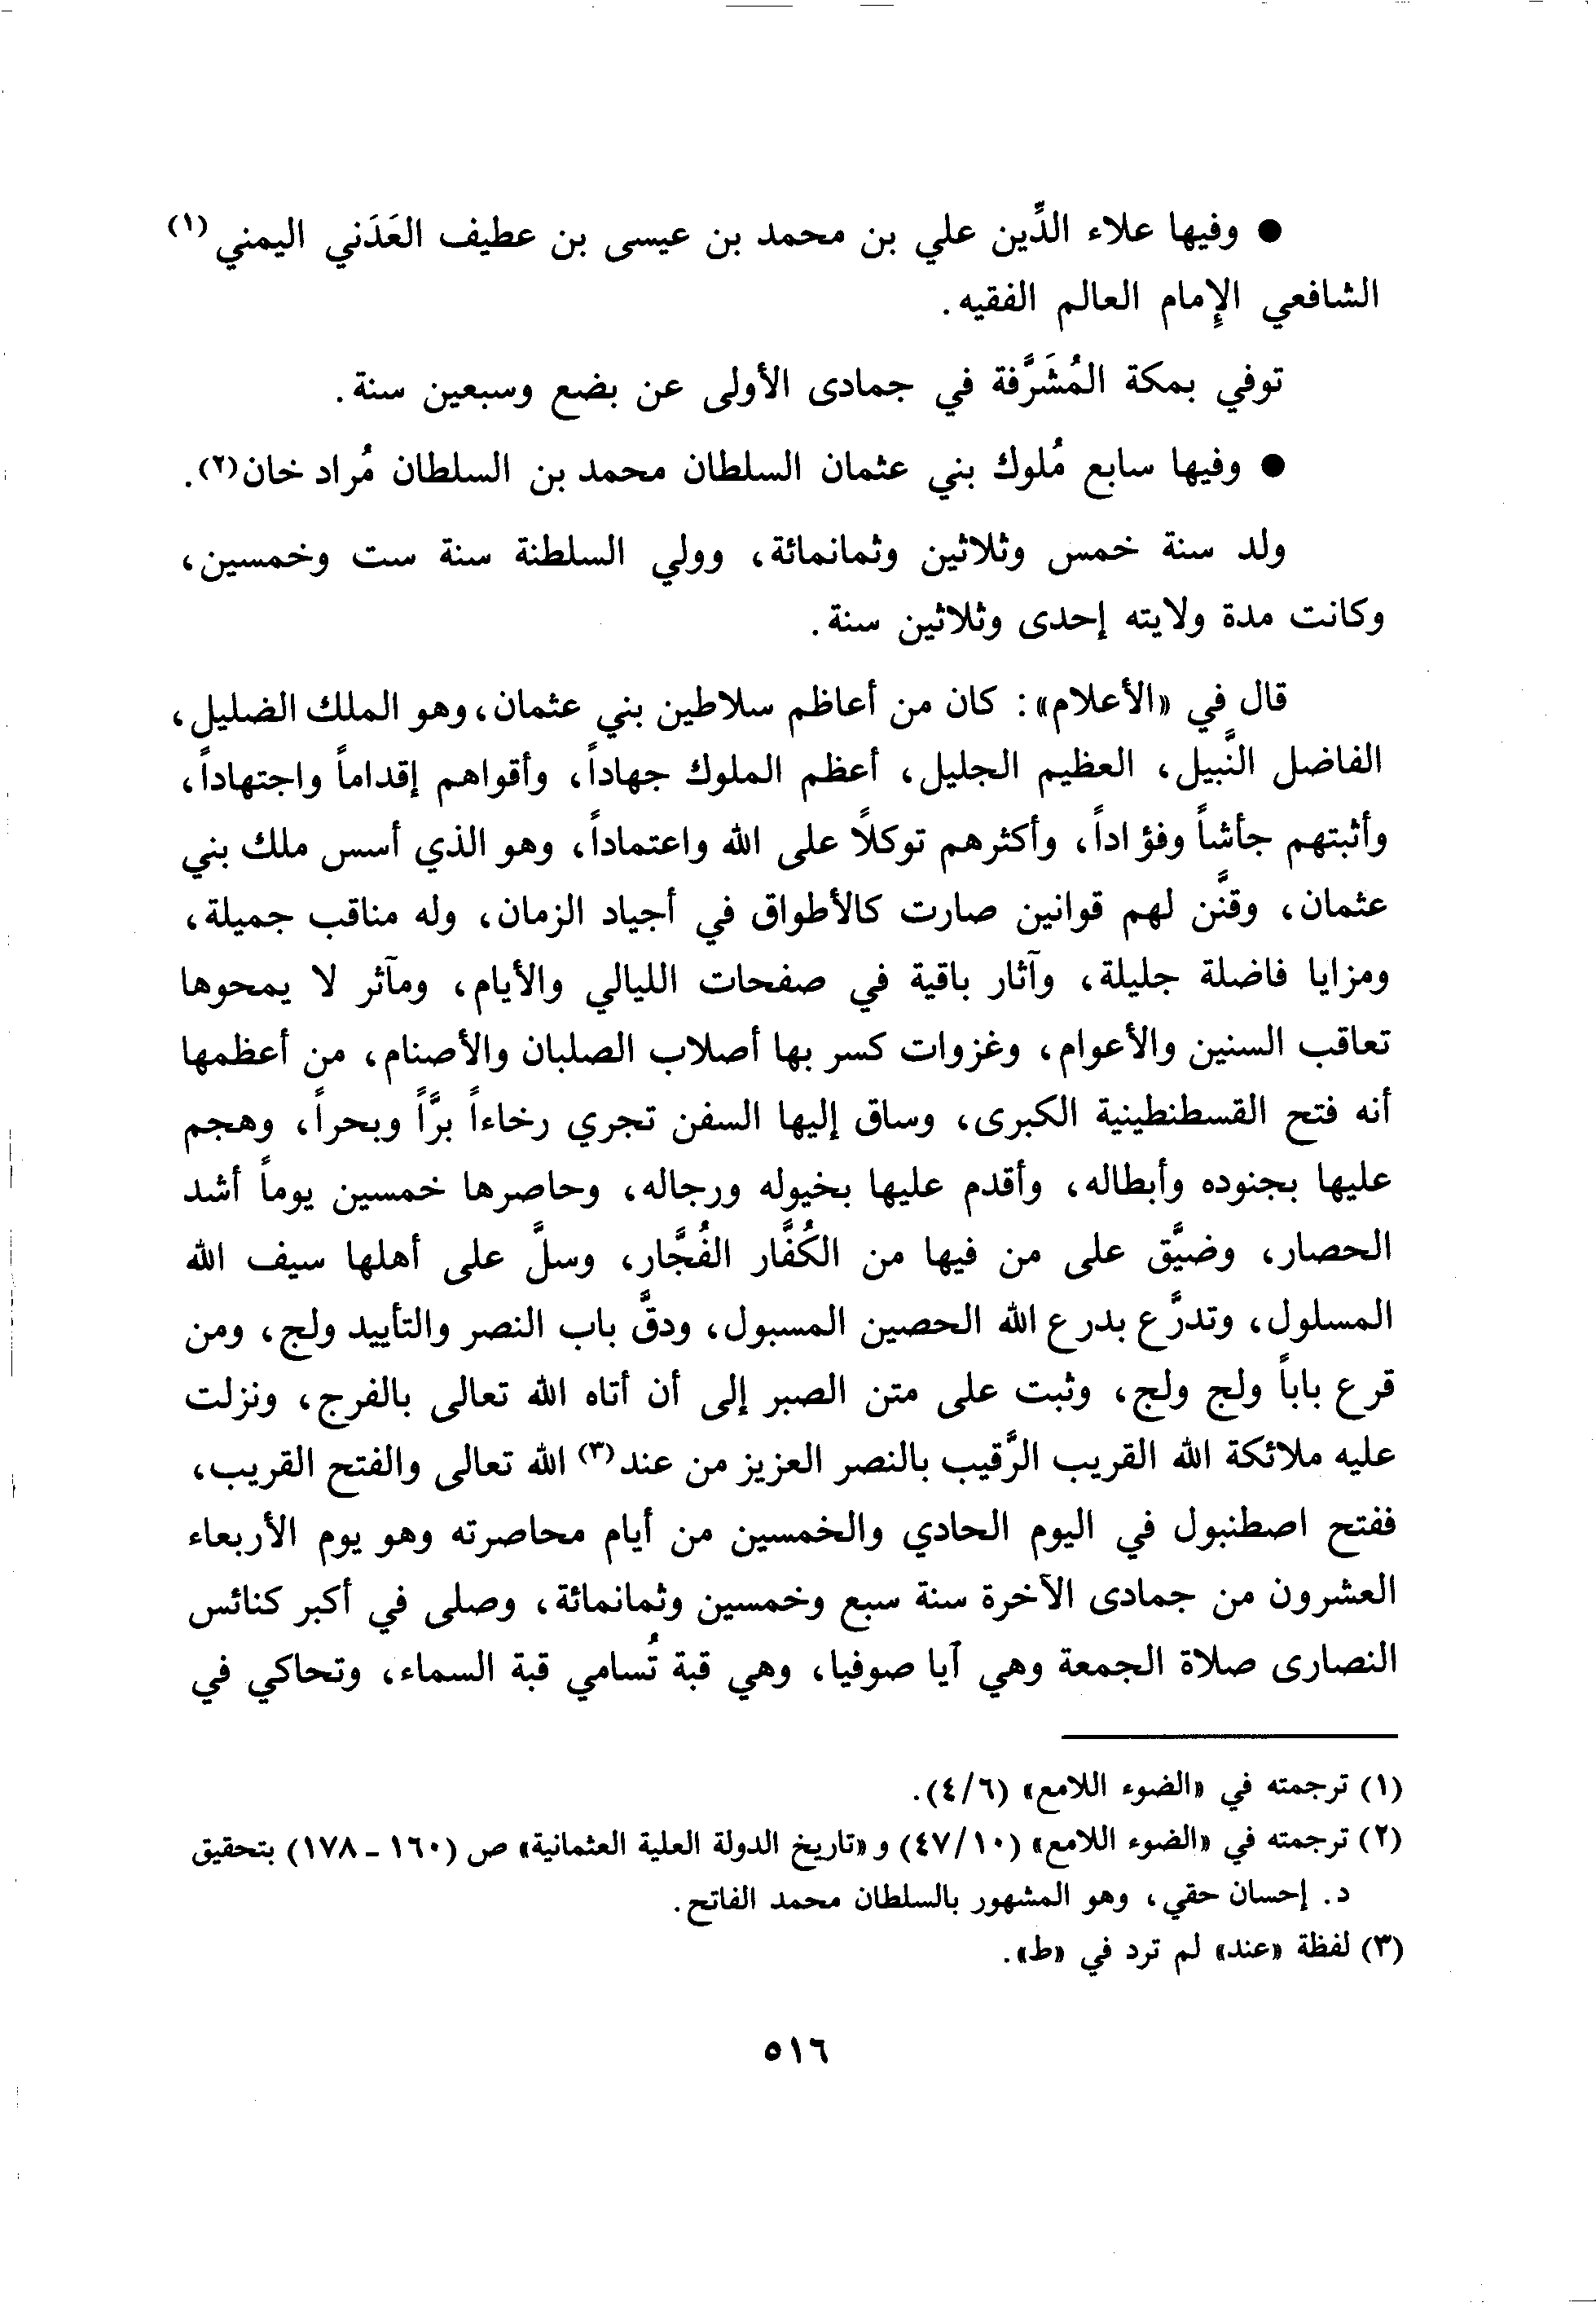 ● وفيها علاء الدِّين علي بن محمد بن عيسى بن عطيف العَدَني اليمني (١)
الشافعي الإِمام العالم الفقيه.
توفي بمكة المُشَرَّفة في جمادى الأولى عن بضع وسبعين سنة.
● وفيها سابع مُلوك بني عثمان السلطان محمد بن السلطان مُراد خان(٢).
ولد سنة خمس وثلاثين وثمانمائة، وولي السلطنة سنة ست وخمسين،
وكانت مدة ولايته إحدى وثلاثين سنة.
قال في «الأعلام»: كان من أعاظم سلاطين بني عثمان، وهو الملك الضليل،
الفاضل النَّبيل، العظيم الجليل، أعظم الملوك جهاداً، وأقواهم إقداماً واجتهاداً،
وأثبتهم جأشاً وفؤاداً، وأكثرهم توكلاً على الله واعتماداً، وهو الذي أسس ملك بني
عثمان، وقنَّن لهم قوانين صارت كالأطواق في أجياد الزمان، وله مناقب جميلة،
ومزايا فاضلة جليلة، وآثار باقية في صفحات الليالي والأيام، ومآثر لا يمحوها
تعاقب السنين والأعوام، وغزوات كسر بها أصلاب الصلبان والأصنام، من أعظمها
أنه فتح القسطنطينية الكبرى، وساق إليها السفن تجري رخاءاً برَّاً وبحراً، وهجم
عليها بجنوده وأبطاله، وأقدم عليها بخيوله ورجاله، وحاصرها خمسين يوماً أشد
الحصار، وضيَّق على من فيها من الكُفَّار الفُجَّار، وسلَّ على أهلها سيف الله
المسلول، وتدرَّع بدرع الله الحصين المسبول، ودقَّ باب النصر والتأييد ولج، ومن
قرع باباً ولج ولج، وثبت على متن الصبر إلى أن أتاه الله تعالى بالفرج، ونزلت
عليه ملائكة الله القريب الرَّقيب بالنصر العزيز من عند(٣) الله تعالى والفتح القريب،
ففتح اصطنبول في اليوم الحادي والخمسين من أيام محاصرته وهو يوم الأربعاء
العشرون من جمادى الآخرة سنة سبع وخمسين وثمانمائة، وصلى في أكبر كنائس
النصارى صلاة الجمعة وهي آيا صوفيا، وهي قبة تُسامي قبة السماء، وتحاكي في
(١) ترجمته في «الضوء اللامع» (٤/٦).
(٢) ترجمته في «الضوء اللامع» (٤٧/١٠) و «تاريخ الدولة العلية العثمانية» ص (١٦٠ - ١٧٨) بتحقيق
د. إحسان حقي، وهو المشهور بالسلطان محمد الفاتح.
(٣) لفظة «عند» لم ترد في «ط».
٥١٦